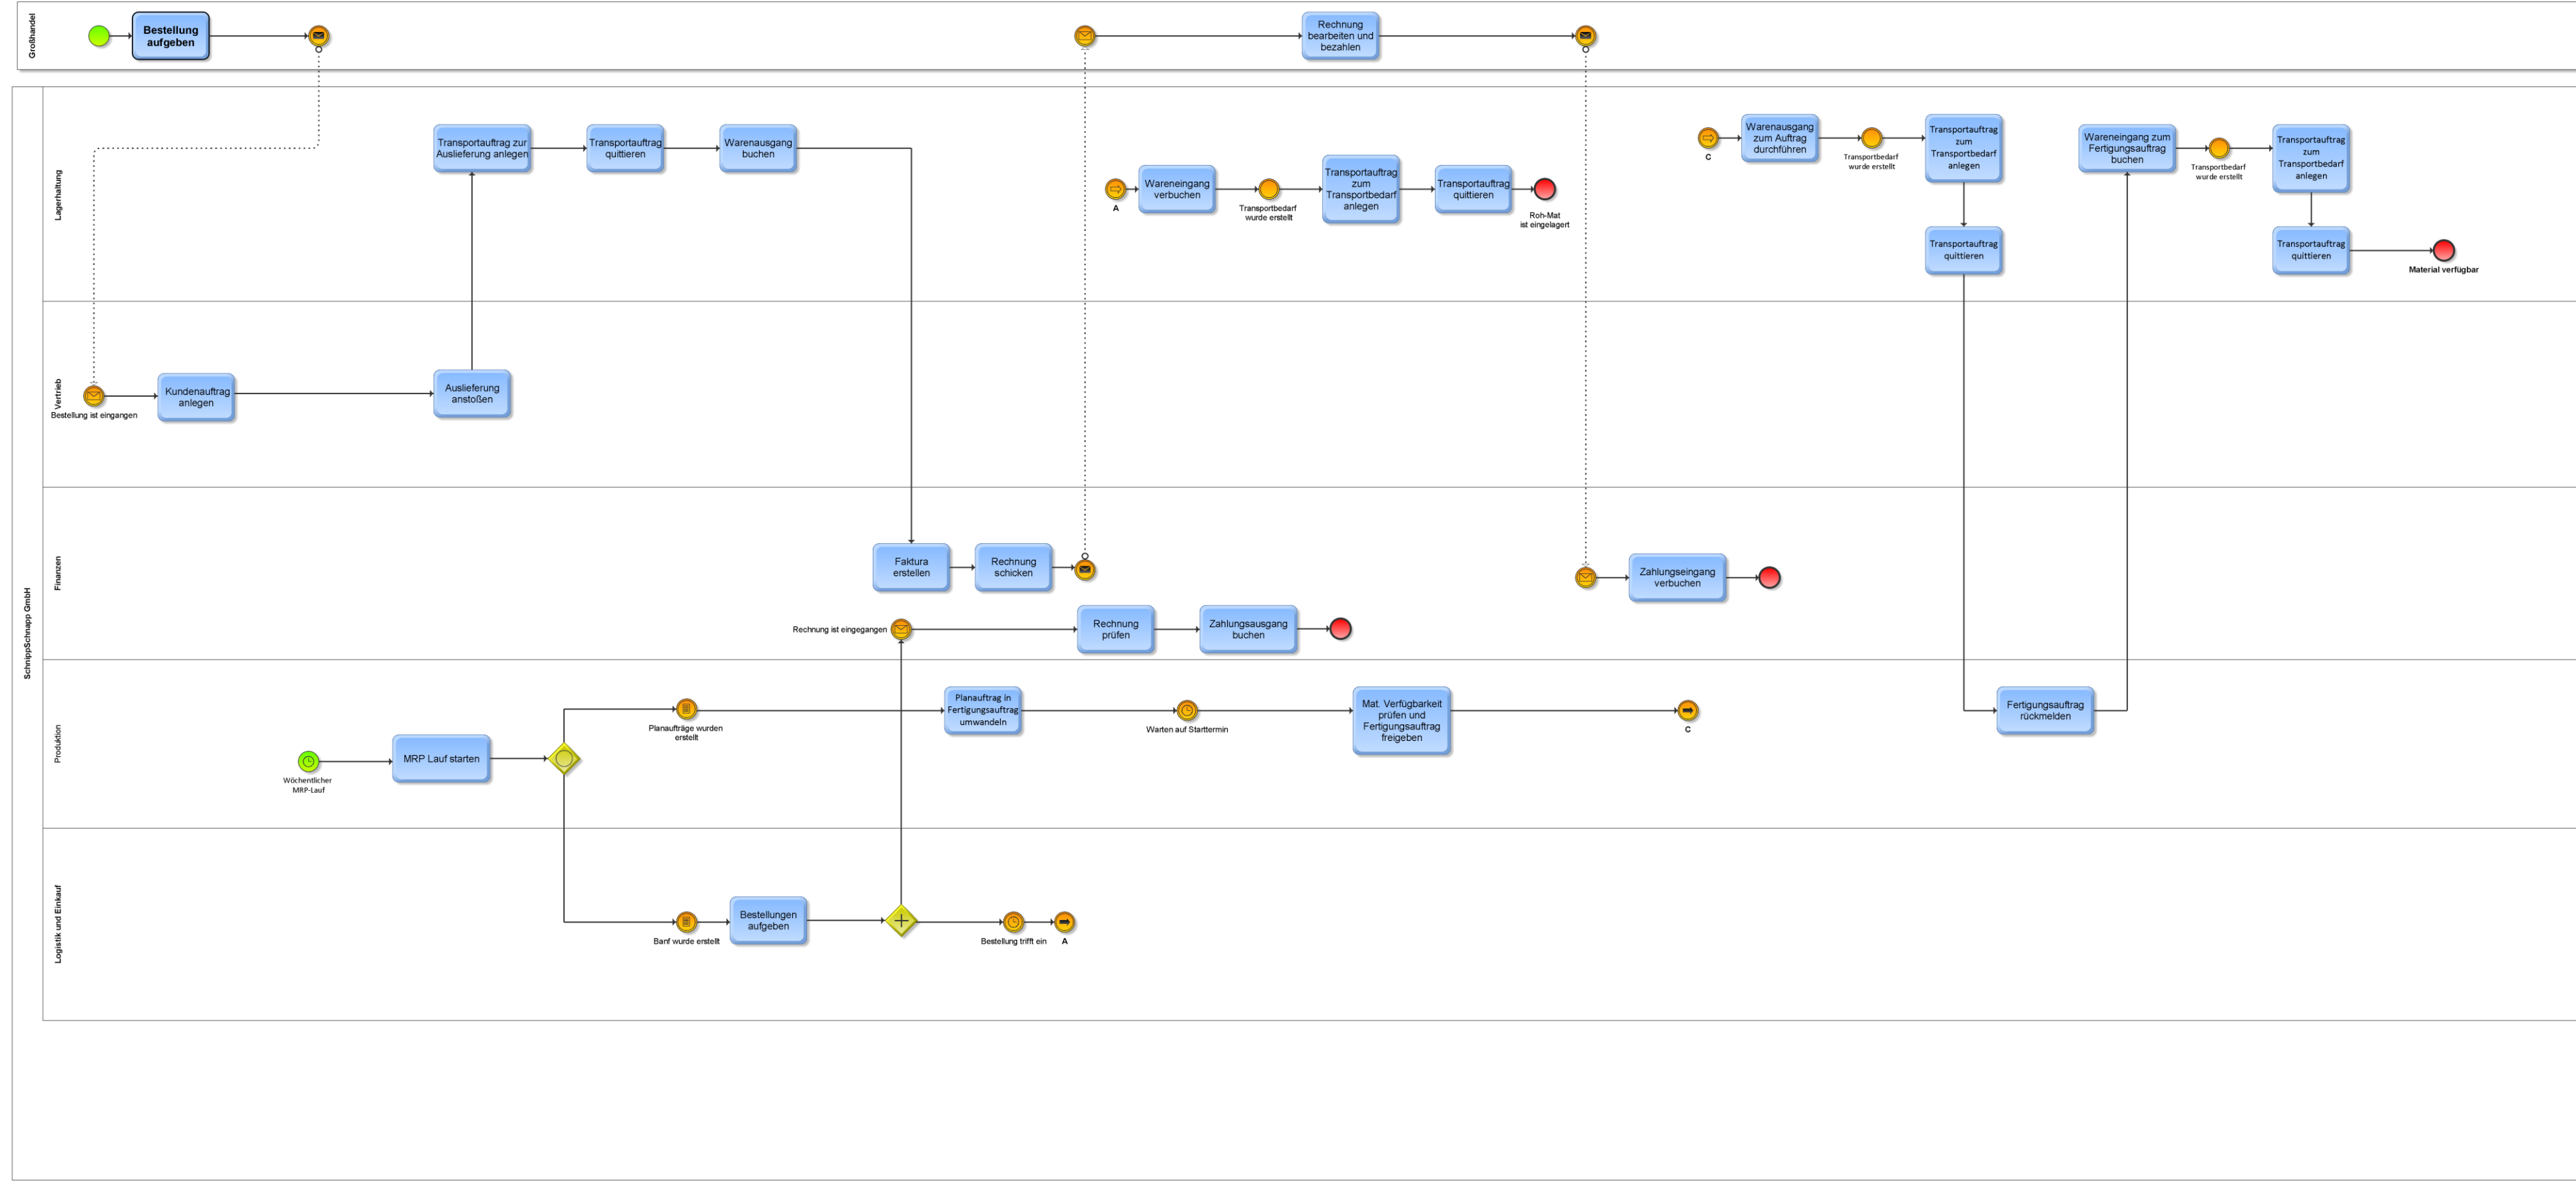 Großhandel
Bestellung
aufgeben
Rechnung
bearbeiten und
bezahlen
SchnippSchnapp GmbH
Lagerhaltung
Transportauftrag zur
Auslieferung anlegen
Transportauftrag
quittieren
Warenausgang
buchen
A
Wareneingang
verbuchen
Transportbedarf
wurde erstellt
Transportauftrag
zum
Transportbedarf
anlegen
Transportauftrag
quittieren
Roh-Mat
ist eingelagert
C
Warenausgang
zum Auftrag
durchführen
Transportbedarf
wurde erstellt
Transportauftrag
zum
Transportbedarf
anlegen
Transportauftrag
quittieren
Wareneingang zum
Fertigungsauftrag
buchen
Transportbedarf
wurde erstellt
Transportauftrag
zum
Transportbedarf
anlegen
Transportauftrag
quittieren
Material verfügbar
Vertrieb
Bestellung ist eingangen
Kundenauftrag
anlegen
Auslieferung
anstoßen
Finanzen
Faktura
erstellen
Rechnung
schicken
Zahlungseingang
verbuchen
Rechnung ist eingegangen
Rechnung
prüfen
Zahlungsausgang
buchen
Produktion
Wöchentlicher
MRP-Lauf
MRP Lauf starten
Planaufträge wurden
erstellt
Planauftrag in
Fertigungsauftrag
umwandeln
Warten auf Starttermin
Mat. Verfügbarkeit
prüfen und
Fertigungsauftrag
freigeben
C
Fertigungsauftrag
rückmelden
Logistik und Einkauf
Banf wurde erstellt
Bestellungen
aufgeben
Bestellung trifft ein
A